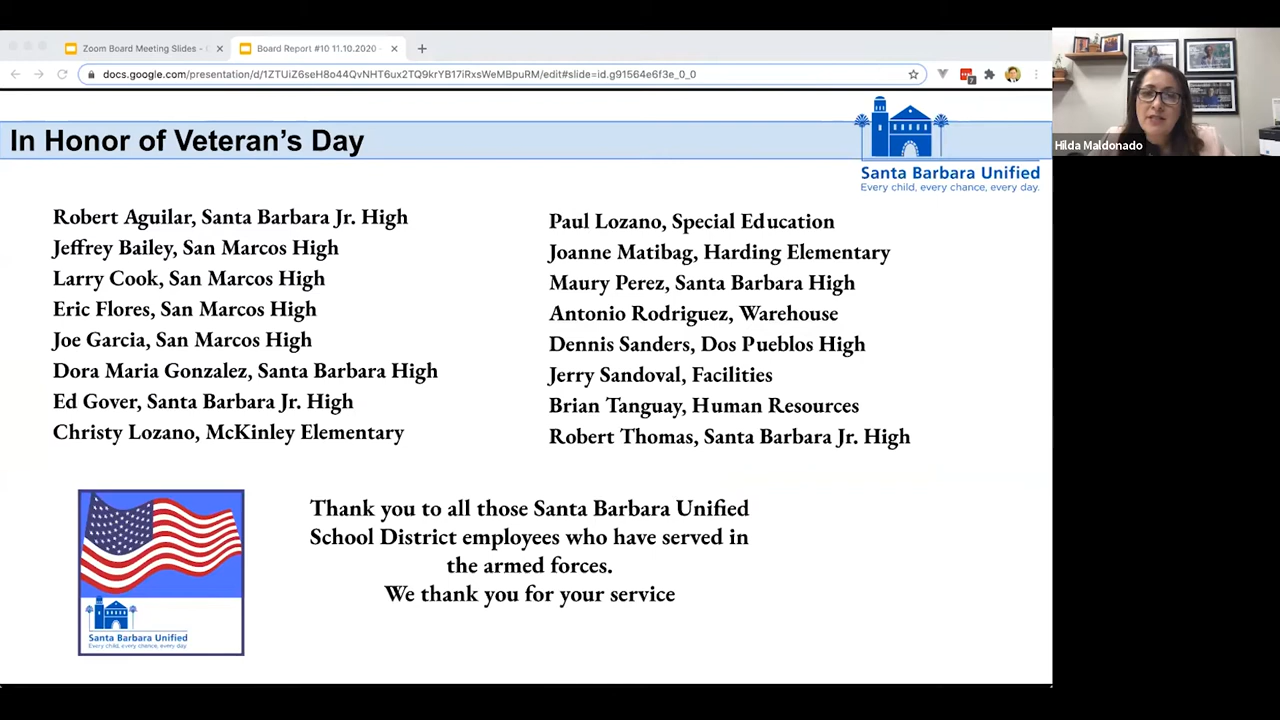 Zoom Board Meeting Slides -
Board Report #10 11.10.2020 -
docs.google.com/presentation/d/1ZTUiZ6seH8o44QvNHT6ux2TQ9krYB17iRxsWeMBpuRM/edit#slide=id.g91564e6f3e_0_0
7
Hilda Maldonado
In Honor of Veteran's Day
Santa Barbara Unified
Every child, every chance, every day.
Robert Aguilar, Santa Barbara Jr. High
Jeffrey Bailey, San Marcos High
Larry Cook, San Marcos High
Eric Flores, San Marcos High
Joe Garcia, San Marcos High
Dora Maria Gonzalez, Santa Barbara High
Ed Gover, Santa Barbara Jr. High
Christy Lozano, McKinley Elementary
Paul Lozano, Special Education
Joanne Matibag, Harding Elementary
Maury Perez, Santa Barbara High
Antonio Rodriguez, Warehouse
Dennis Sanders, Dos Pueblos High
Jerry Sandoval, Facilities
Brian Tanguay, Human Resources
Robert Thomas, Santa Barbara Jr. High
Santa Barbara Unified
Every child, every chance, every day
Thank you to all those Santa Barbara Unified
School District employees who have served in
the armed forces.
We thank you for your service